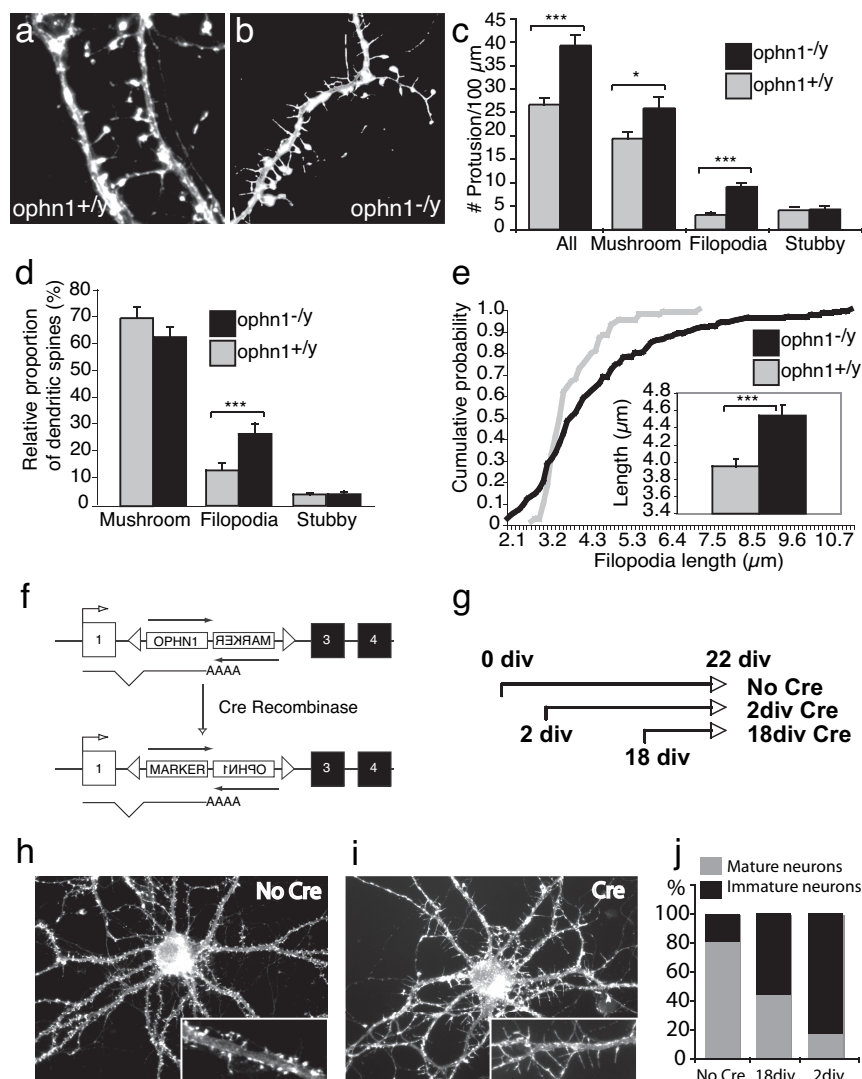 a
ophn1+/y
b
ophn1-/y
c
# Protusion/100 µm
45
40
35
30
25
20
15
10
5
0
***
*
***
ophn1-/y
ophn1+/y
All Mushroom Filopodia Stubby
d
Relative proportion
of dendritic spines (%)
80
70
60
50
40
30
20
10
0
***
ophn1-/y
ophn1+/y
Mushroom Filopodia Stubby
e
Cumulative probability
1.0
0.9
0.8
0.7
0.6
0.5
0.4
0.3
0.2
0.1
0
ophn1-/y
ophn1+/y
Length (µm)
4.8
4.6
4.4
4.2
4.0
3.8
3.6
3.4
***
2.1 3.2 4.3 5.3 6.4 7.5 8.5 9.6 10.7
Filopodia length (µm)
f
1 OPHN1 MARKER 3 4
AAAA
Cre Recombinase
1 MARKER OPHN1 3 4
AAAA
g
0 div 22 div
No Cre
2div Cre
2 div
18div Cre
18 div
h
No Cre
i
Cre
j
Mature neurons
Immature neurons
%
100
80
60
40
20
0
No Cre 18div 2div